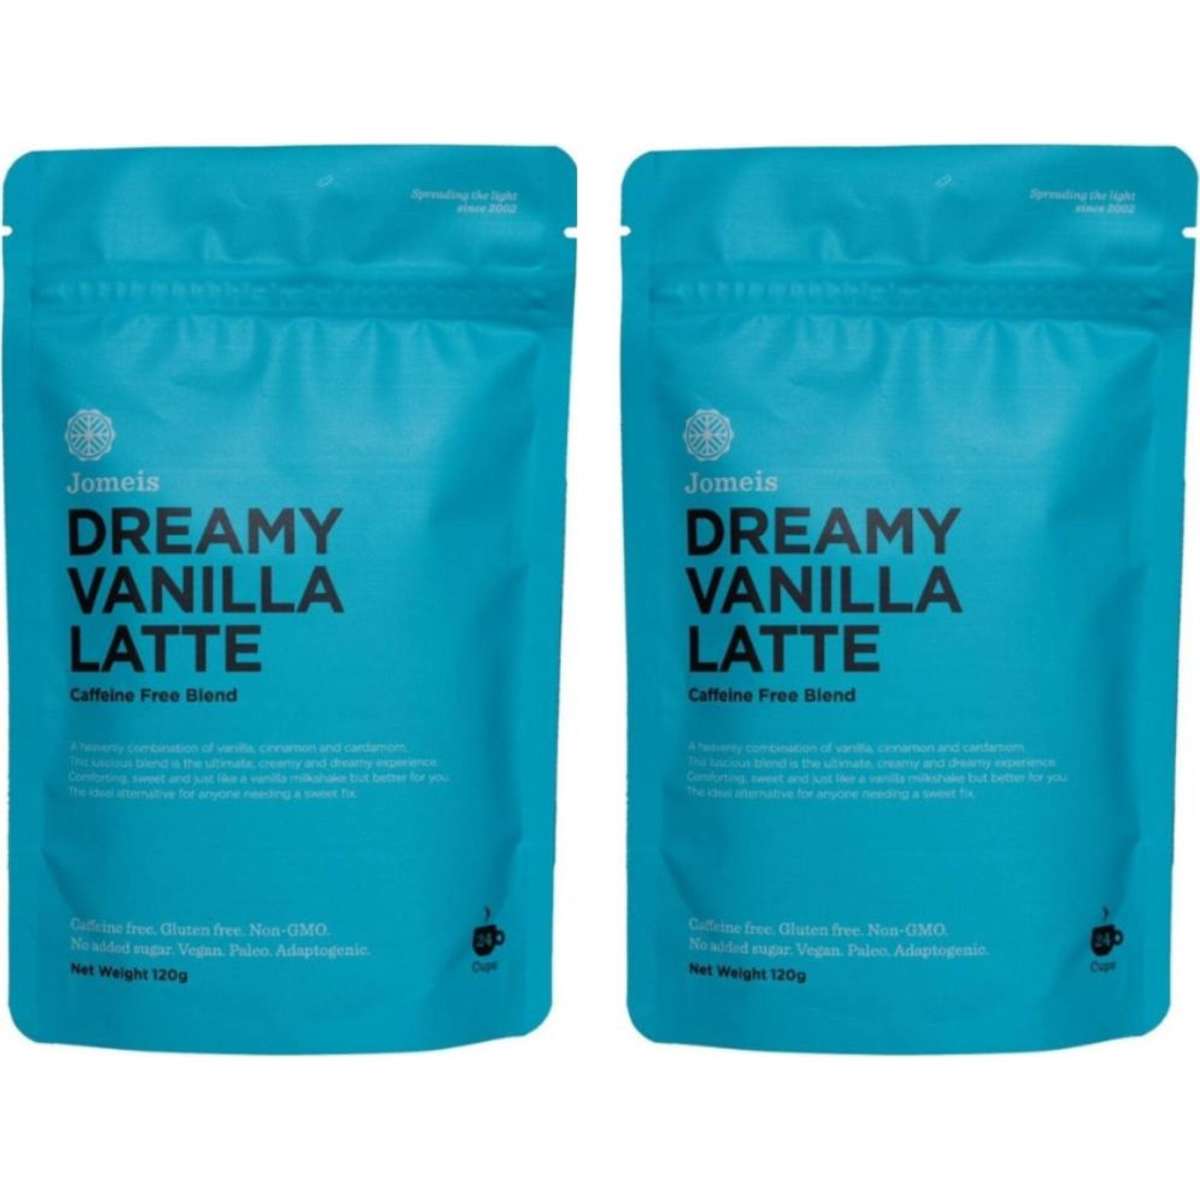 Spreading the light
since 2002
Jomeis
DREAMY
VANILLA
LATTE
Caffeine Free Blend
A heavenly combination of vanilla, cinnamon and cardamom.
This luscious blend is the ultimate, creamy and dreamy experience.
Comforting, sweet and just like a vanilla milkshake but better for you.
The ideal alternative for anyone needing a sweet fix.
Caffeine free. Gluten free. Non-GMO.
No added sugar. Vegan. Paleo. Adaptogenic.
Net Weight 120g
24
Cups
Spreading the light
since 2002
Jomeis
DREAMY
VANILLA
LATTE
Caffeine Free Blend
A heavenly combination of vanilla, cinnamon and cardamom.
This luscious blend is the ultimate, creamy and dreamy experience.
Comforting, sweet and just like a vanilla milkshake but better for you.
The ideal alternative for anyone needing a sweet fix.
Caffeine free. Gluten free. Non-GMO.
No added sugar. Vegan. Paleo. Adaptogenic.
Net Weight 120g
24
Cups